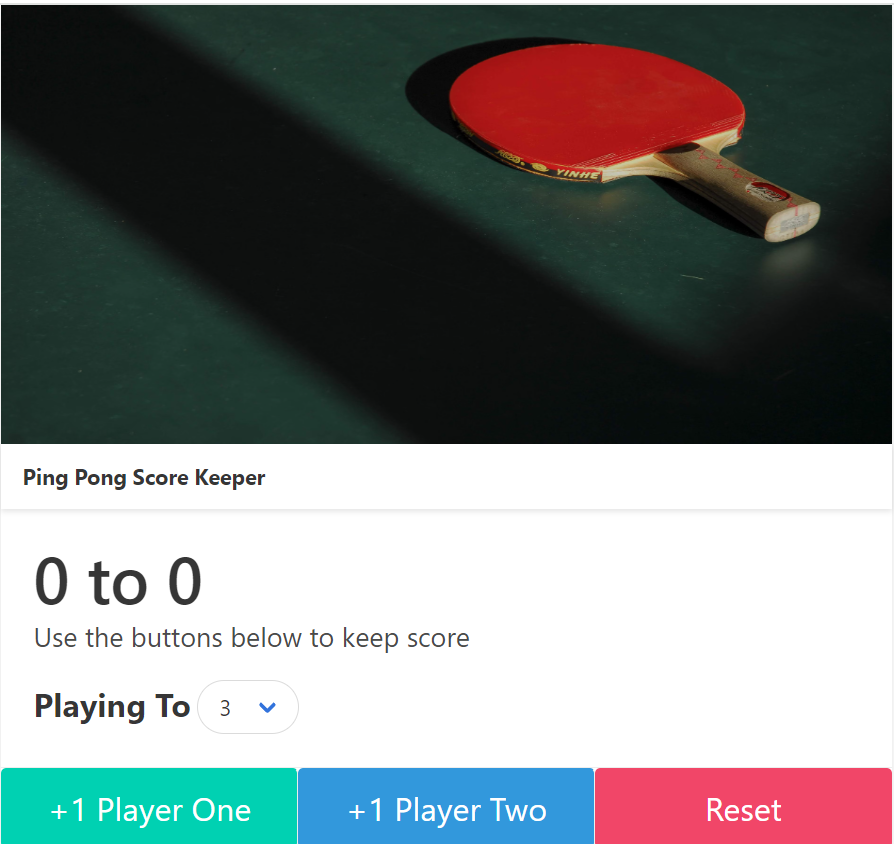 YINHE
Ping Pong Score Keeper
0 to 0
Use the buttons below to keep score
Playing To 3
+1 Player One +1 Player Two Reset